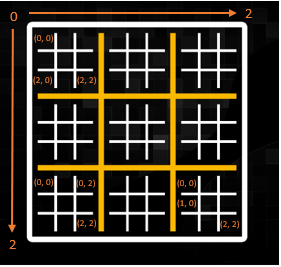 0
2
(0, 0)
(2, 0) (2, 2)
(0, 0) (0, 2) (0, 0)
(1, 0)
(2, 2) (2, 2)
2